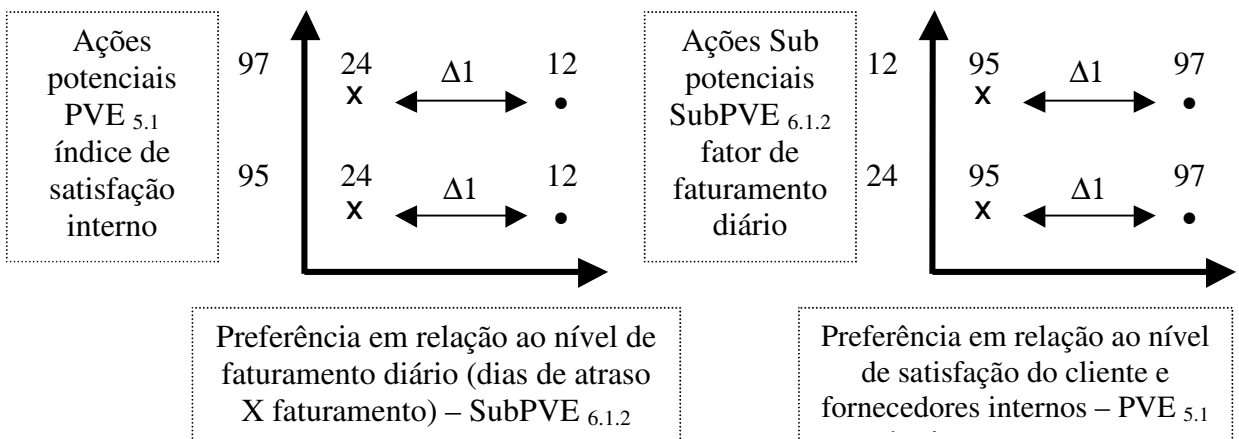 Ações
potenciais
PVE 5.1
índice de
satisfação
interno
97
24
Δ1
12
X
•
95
24
Δ1
12
X
•
Preferência em relação ao nível de
faturamento diário (dias de atraso
X faturamento) – SubPVE 6.1.2
Ações Sub
potenciais
SubPVE 6.1.2
fator de
faturamento
diário
12
95
Δ1
97
X
•
24
95
Δ1
97
X
•
Preferência em relação ao nível
de satisfação do cliente e
fornecedores internos – PVE 5.1